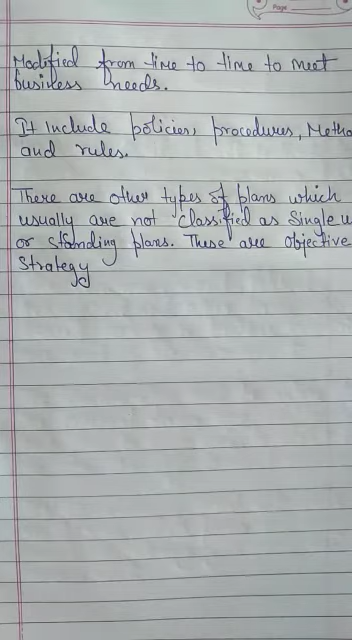 Page
Modified from time to time to meet
business needs.
It include policies, procedures, Metho
and rules.
There are other types of plans which
usually are not classified as Single u
or standing plans. These are objective
Strategy